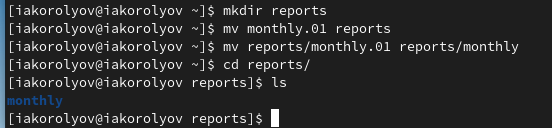 [iakorolyov@iakorolyov ~]$ mkdir reports
[iakorolyov@iakorolyov ~]$ mv monthly.01 reports
[iakorolyov@iakorolyov ~]$ mv reports/monthly.01 reports/monthly
[iakorolyov@iakorolyov ~]$ cd reports/
[iakorolyov@iakorolyov reports]$ ls
monthly
[iakorolyov@iakorolyov reports]$